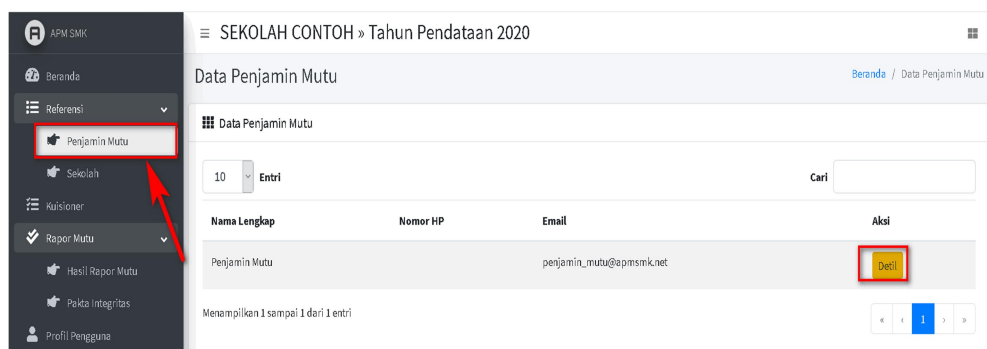 APM SMK
Beranda
Referensi
Penjamin Mutu
Sekolah
Kuisioner
Rapor Mutu
Hasil Rapor Mutu
Pakta Integritas
Profil Pengguna
SEKOLAH CONTOH » Tahun Pendataan 2020
Data Penjamin Mutu
Beranda / Data Penjamin Mutu
Data Penjamin Mutu
10 Entri
Cari
Nama Lengkap Nomor HP Email Aksi
Penjamin Mutu penjamin_mutu@apmsmk.net Detil
Menampilkan 1 sampai 1 dari 1 entri
« ‹ 1 › »